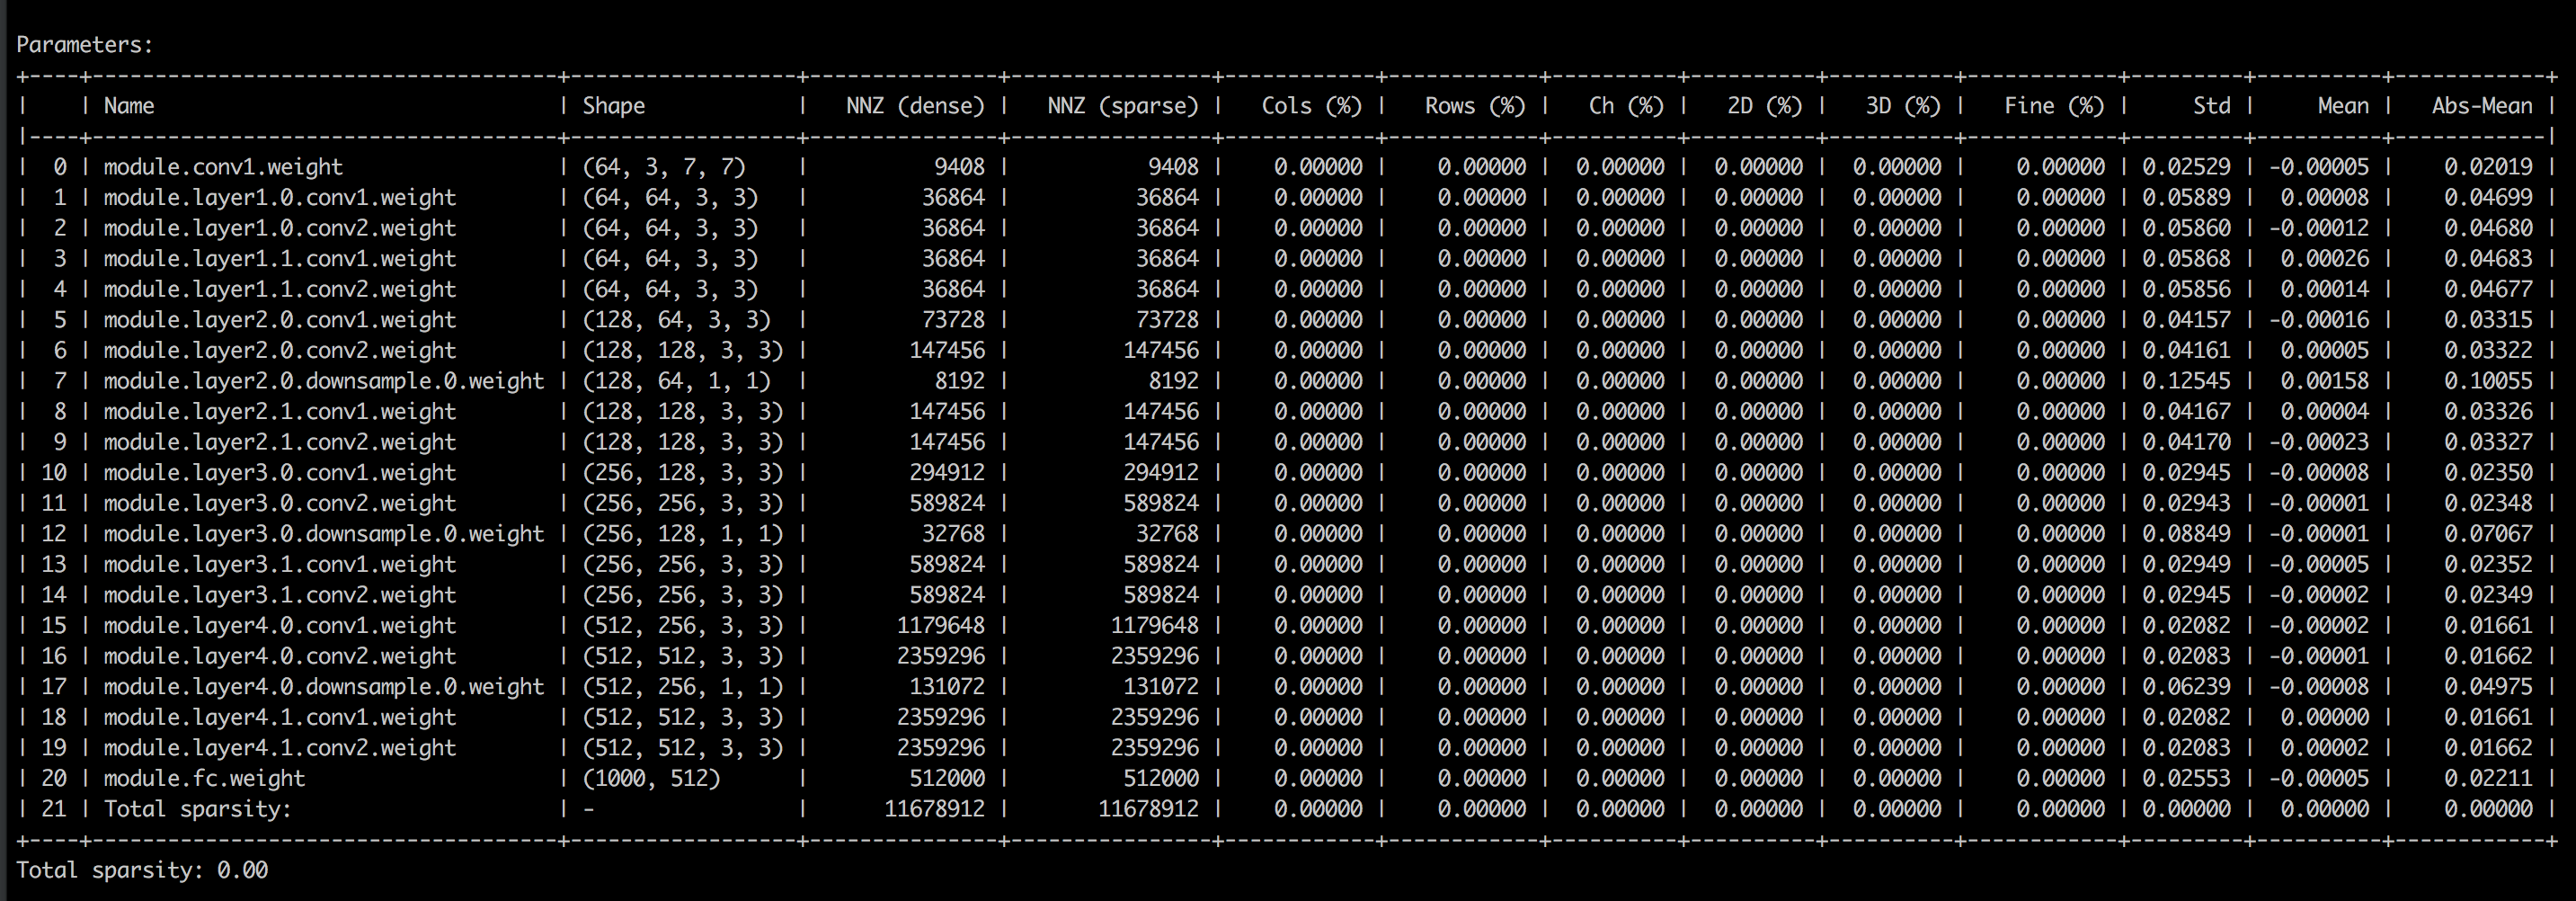 Parameters:
+----+-------------------------------------+------------------+---------------+----------------+------------+------------+----------+----------+----------+------------+---------+----------+------------+
|    | Name                                | Shape            |   NNZ (dense) |   NNZ (sparse) |   Cols (%) |   Rows (%) |   Ch (%) |   2D (%) |   3D (%) |   Fine (%) |     Std |     Mean |   Abs-Mean |
|----+-------------------------------------+------------------+---------------+----------------+------------+------------+----------+----------+----------+------------+---------+----------+------------|
|  0 | module.conv1.weight                 | (64, 3, 7, 7)    |          9408 |           9408 |    0.00000 |    0.00000 |  0.00000 |  0.00000 |  0.00000 |    0.00000 | 0.02529 | -0.00005 |    0.02019 |
|  1 | module.layer1.0.conv1.weight        | (64, 64, 3, 3)   |         36864 |          36864 |    0.00000 |    0.00000 |  0.00000 |  0.00000 |  0.00000 |    0.00000 | 0.05889 |  0.00008 |    0.04699 |
|  2 | module.layer1.0.conv2.weight        | (64, 64, 3, 3)   |         36864 |          36864 |    0.00000 |    0.00000 |  0.00000 |  0.00000 |  0.00000 |    0.00000 | 0.05860 | -0.00012 |    0.04680 |
|  3 | module.layer1.1.conv1.weight        | (64, 64, 3, 3)   |         36864 |          36864 |    0.00000 |    0.00000 |  0.00000 |  0.00000 |  0.00000 |    0.00000 | 0.05868 |  0.00026 |    0.04683 |
|  4 | module.layer1.1.conv2.weight        | (64, 64, 3, 3)   |         36864 |          36864 |    0.00000 |    0.00000 |  0.00000 |  0.00000 |  0.00000 |    0.00000 | 0.05856 |  0.00014 |    0.04677 |
|  5 | module.layer2.0.conv1.weight        | (128, 64, 3, 3)  |         73728 |          73728 |    0.00000 |    0.00000 |  0.00000 |  0.00000 |  0.00000 |    0.00000 | 0.04157 | -0.00016 |    0.03315 |
|  6 | module.layer2.0.conv2.weight        | (128, 128, 3, 3) |        147456 |         147456 |    0.00000 |    0.00000 |  0.00000 |  0.00000 |  0.00000 |    0.00000 | 0.04161 |  0.00005 |    0.03322 |
|  7 | module.layer2.0.downsample.0.weight | (128, 64, 1, 1)  |          8192 |           8192 |    0.00000 |    0.00000 |  0.00000 |  0.00000 |  0.00000 |    0.00000 | 0.12545 |  0.00158 |    0.10055 |
|  8 | module.layer2.1.conv1.weight        | (128, 128, 3, 3) |        147456 |         147456 |    0.00000 |    0.00000 |  0.00000 |  0.00000 |  0.00000 |    0.00000 | 0.04167 |  0.00004 |    0.03326 |
|  9 | module.layer2.1.conv2.weight        | (128, 128, 3, 3) |        147456 |         147456 |    0.00000 |    0.00000 |  0.00000 |  0.00000 |  0.00000 |    0.00000 | 0.04170 | -0.00023 |    0.03327 |
| 10 | module.layer3.0.conv1.weight        | (256, 128, 3, 3) |        294912 |         294912 |    0.00000 |    0.00000 |  0.00000 |  0.00000 |  0.00000 |    0.00000 | 0.02945 | -0.00008 |    0.02350 |
| 11 | module.layer3.0.conv2.weight        | (256, 256, 3, 3) |        589824 |         589824 |    0.00000 |    0.00000 |  0.00000 |  0.00000 |  0.00000 |    0.00000 | 0.02943 | -0.00001 |    0.02348 |
| 12 | module.layer3.0.downsample.0.weight | (256, 128, 1, 1) |         32768 |          32768 |    0.00000 |    0.00000 |  0.00000 |  0.00000 |  0.00000 |    0.00000 | 0.08849 | -0.00001 |    0.07067 |
| 13 | module.layer3.1.conv1.weight        | (256, 256, 3, 3) |        589824 |         589824 |    0.00000 |    0.00000 |  0.00000 |  0.00000 |  0.00000 |    0.00000 | 0.02949 | -0.00005 |    0.02352 |
| 14 | module.layer3.1.conv2.weight        | (256, 256, 3, 3) |        589824 |         589824 |    0.00000 |    0.00000 |  0.00000 |  0.00000 |  0.00000 |    0.00000 | 0.02945 | -0.00002 |    0.02349 |
| 15 | module.layer4.0.conv1.weight        | (512, 256, 3, 3) |       1179648 |        1179648 |    0.00000 |    0.00000 |  0.00000 |  0.00000 |  0.00000 |    0.00000 | 0.02082 | -0.00002 |    0.01661 |
| 16 | module.layer4.0.conv2.weight        | (512, 512, 3, 3) |       2359296 |        2359296 |    0.00000 |    0.00000 |  0.00000 |  0.00000 |  0.00000 |    0.00000 | 0.02083 | -0.00001 |    0.01662 |
| 17 | module.layer4.0.downsample.0.weight | (512, 256, 1, 1) |        131072 |         131072 |    0.00000 |    0.00000 |  0.00000 |  0.00000 |  0.00000 |    0.00000 | 0.06239 | -0.00008 |    0.04975 |
| 18 | module.layer4.1.conv1.weight        | (512, 512, 3, 3) |       2359296 |        2359296 |    0.00000 |    0.00000 |  0.00000 |  0.00000 |  0.00000 |    0.00000 | 0.02082 |  0.00000 |    0.01661 |
| 19 | module.layer4.1.conv2.weight        | (512, 512, 3, 3) |       2359296 |        2359296 |    0.00000 |    0.00000 |  0.00000 |  0.00000 |  0.00000 |    0.00000 | 0.02083 |  0.00002 |    0.01662 |
| 20 | module.fc.weight                    | (1000, 512)      |        512000 |         512000 |    0.00000 |    0.00000 |  0.00000 |  0.00000 |  0.00000 |    0.00000 | 0.02553 | -0.00005 |    0.02211 |
| 21 | Total sparsity:                     | -                |      11678912 |       11678912 |    0.00000 |    0.00000 |  0.00000 |  0.00000 |  0.00000 |    0.00000 | 0.00000 |  0.00000 |    0.00000 |
+----+-------------------------------------+------------------+---------------+----------------+------------+------------+----------+----------+----------+------------+---------+----------+------------+
Total sparsity: 0.00